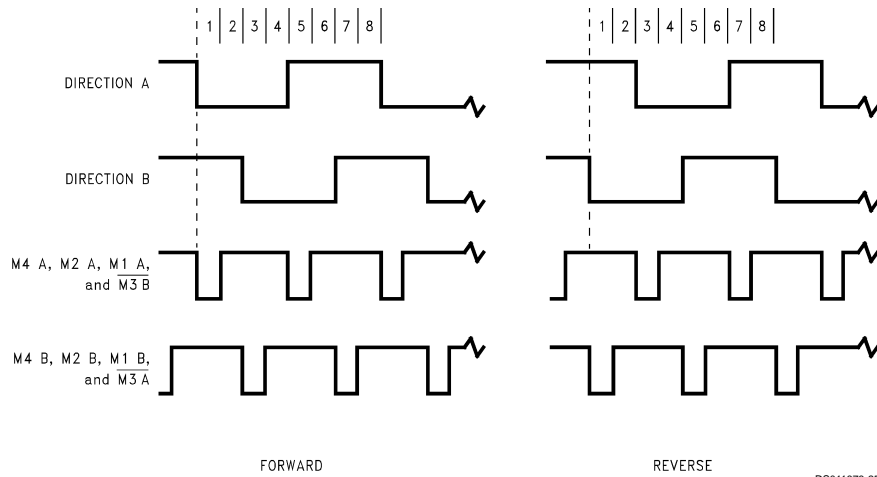 1 2 3 4 5 6 7 8 1 2 3 4 5 6 7 8
DIRECTION A
DIRECTION B
M4 A, M2 A, M1 A,
and M3 B
M4 B, M2 B, M1 B,
and M3 A
FORWARD REVERSE